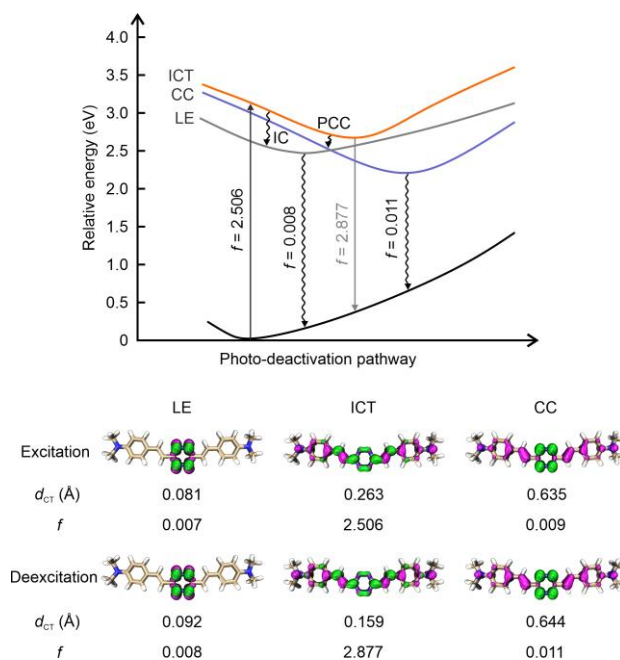 4.0
3.5
3.0
2.5
2.0
1.5
1.0
0.5
0
Relative energy (eV)
ICT
CC
LE
IC
PCC
f = 2.506
f = 0.008
f = 2.877
f = 0.011
Photo-deactivation pathway
LE ICT CC
Excitation
dCT (Å) 0.081 0.263 0.635
f 0.007 2.506 0.009
Deexcitation
dCT (Å) 0.092 0.159 0.644
f 0.008 2.877 0.011